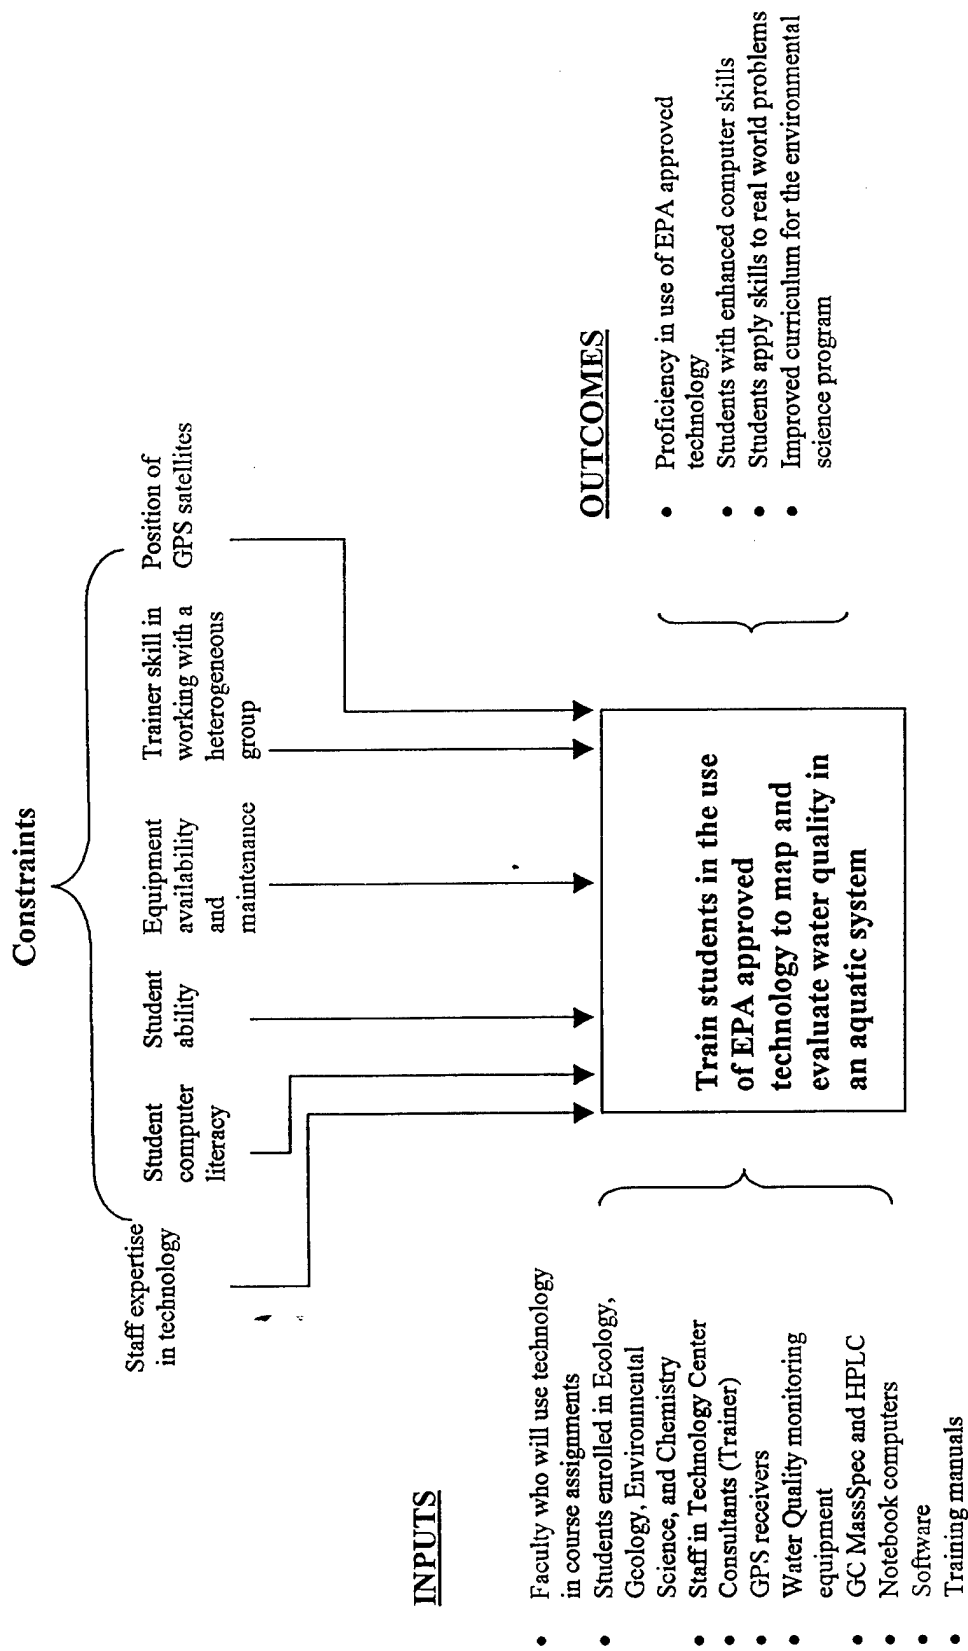 Constraints
Staff expertise
in technology
Student
computer
literacy
Student
ability
Equipment
availability
and
maintenance
Trainer skill in
working with a
heterogeneous
group
Position of
GPS satellites
INPUTS
• Faculty who will use technology
in course assignments
• Students enrolled in Ecology,
Geology, Environmental
Science, and Chemistry
• Staff in Technology Center
• Consultants (Trainer)
• GPS receivers
• Water Quality monitoring
equipment
• GC MassSpec and HPLC
• Notebook computers
• Software
• Training manuals
Train students in the use
of EPA approved
technology to map and
evaluate water quality in
an aquatic system
OUTCOMES
• Proficiency in use of EPA approved
technology
• Students with enhanced computer skills
• Students apply skills to real world problems
• Improved curriculum for the environmental
science program